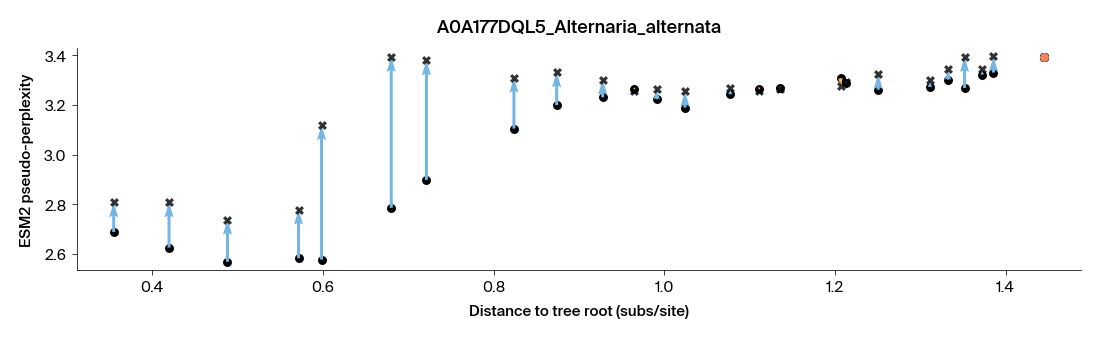 A0A177DQL5_Alternaria_alternata
ESM2 pseudo-perplexity
3.4
3.2
3.0
2.8
2.6
0.4 0.6 0.8 1.0 1.2 1.4
Distance to tree root (subs/site)